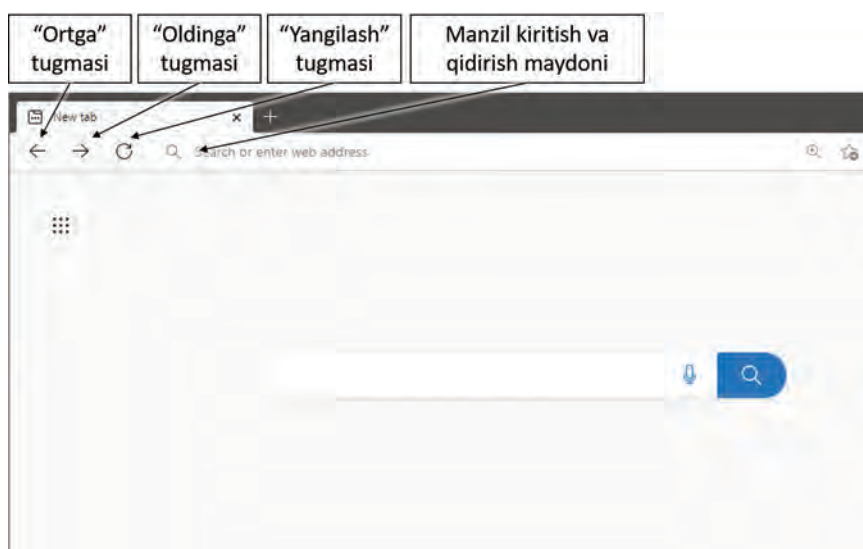 “Ortga”
tugmasi
“Oldinga”
tugmasi
“Yangilash”
tugmasi
Manzil kiritish va
qidirish maydoni
New tab
Search or enter web address